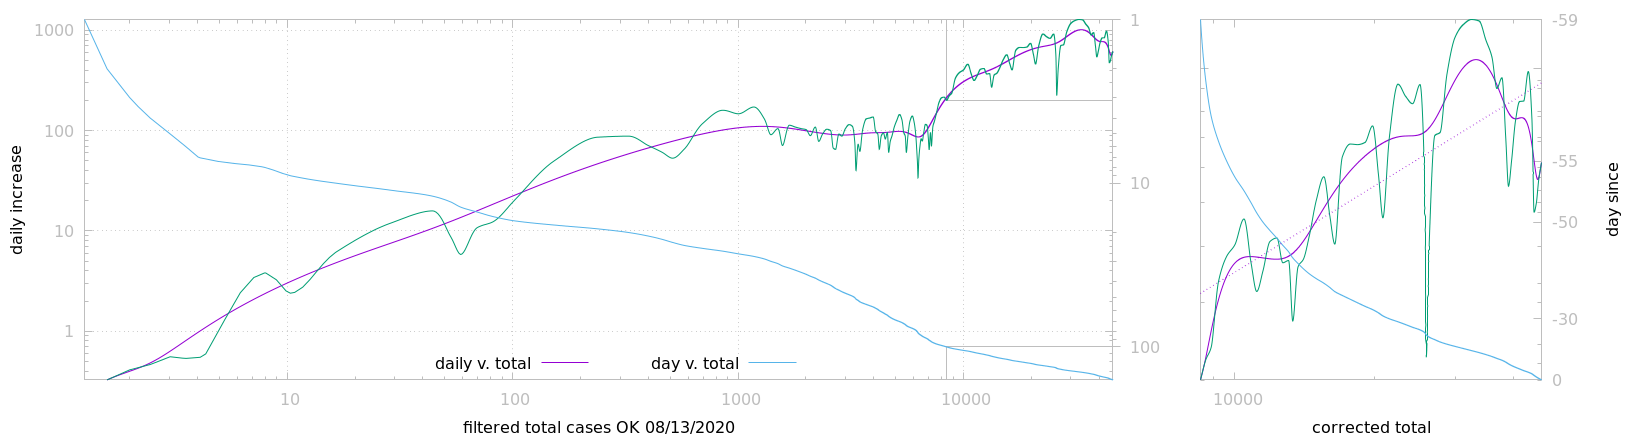 daily increase
1000
100
10
1
daily v. total
day v. total
10
100
1000
10000
filtered total cases OK 08/13/2020
1
10
100
-59
-55
-50
-30
0
day since
10000
corrected total